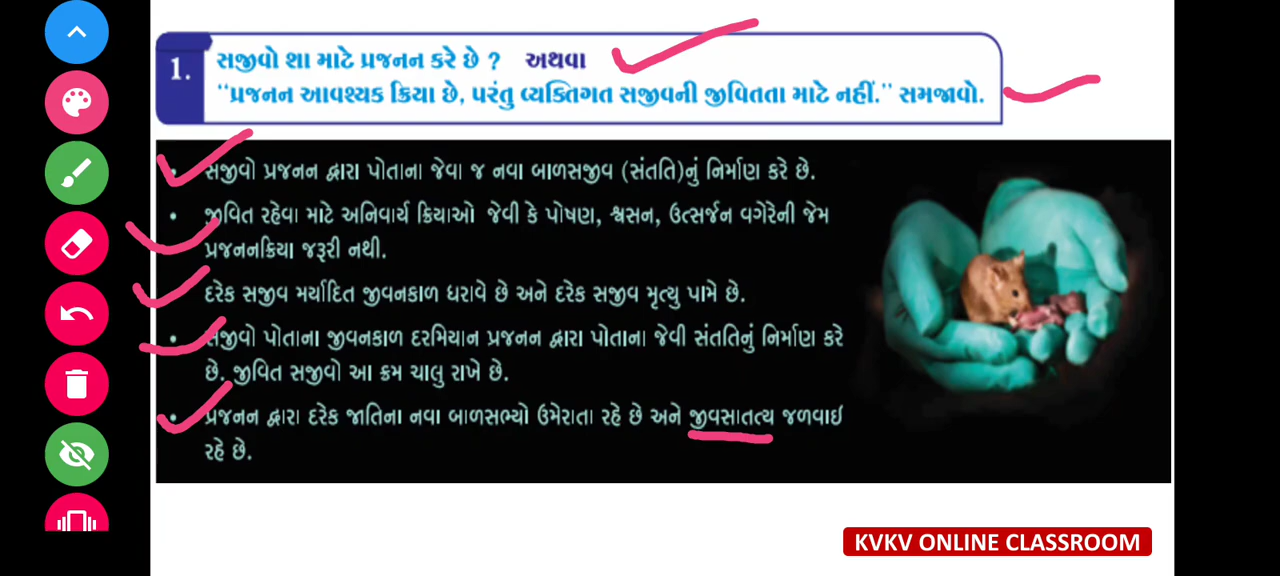 1.
સજીવો શા માટે પ્રજનન કરે છે ? અથવા
"પ્રજનન આવશ્યક ક્રિયા છે, પરંતુ વ્યક્તિગત સજીવની જીવિતતા માટે નહીં." સમજાવો.
• સજીવો પ્રજનન દ્વારા પોતાના જેવા જ નવા બાળસજીવ (સંતતિ)નું નિર્માણ કરે છે.
• જીવિત રહેવા માટે અનિવાર્ય ક્રિયાઓ જેવી કે પોષણ, શ્વસન, ઉત્સર્જન વગેરેની જેમ
પ્રજનનક્રિયા જરૂરી નથી.
• દરેક સજીવ મર્યાદિત જીવનકાળ ધરાવે છે અને દરેક સજીવ મૃત્યુ પામે છે.
• સજીવો પોતાના જીવનકાળ દરમિયાન પ્રજનન દ્વારા પોતાના જેવી સંતતિનું નિર્માણ કરે
છે. જીવિત સજીવો આ ક્રમ ચાલુ રાખે છે.
• પ્રજનન દ્વારા દરેક જાતિના નવા બાળસભ્યો ઉમેરાતા રહે છે અને જીવસાતત્ય જળવાઈ
રહે છે.
KVKV ONLINE CLASSROOM